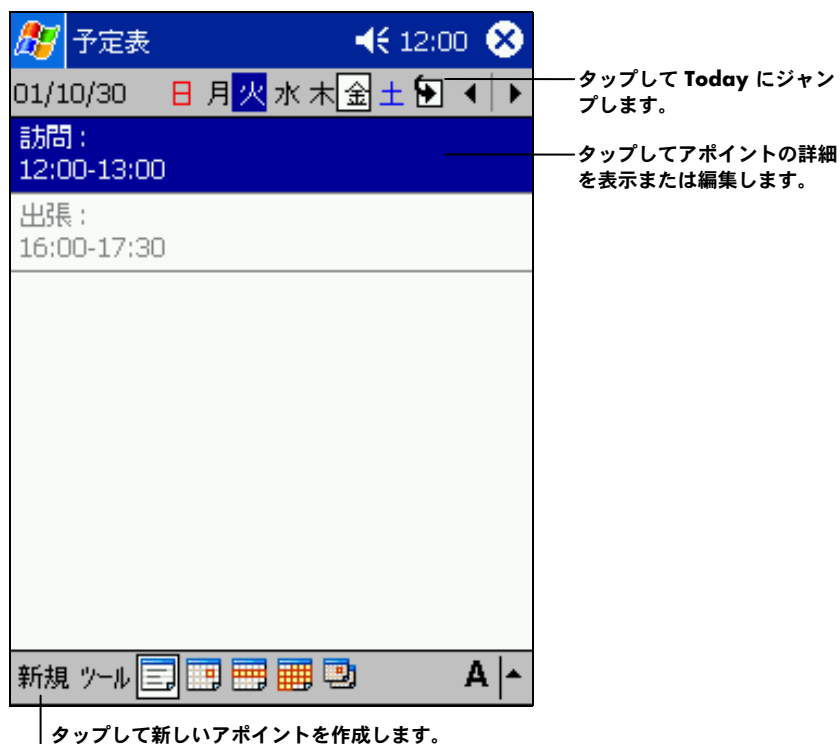 予定表 12:00
01/10/30 日 月 火 水 木 金 土
タップして Today にジャン
プします。
訪問：
12:00-13:00
タップしてアポイントの詳細
を表示または編集します。
出張：
16:00-17:30
新規 ツール A
タップして新しいアポイントを作成します。